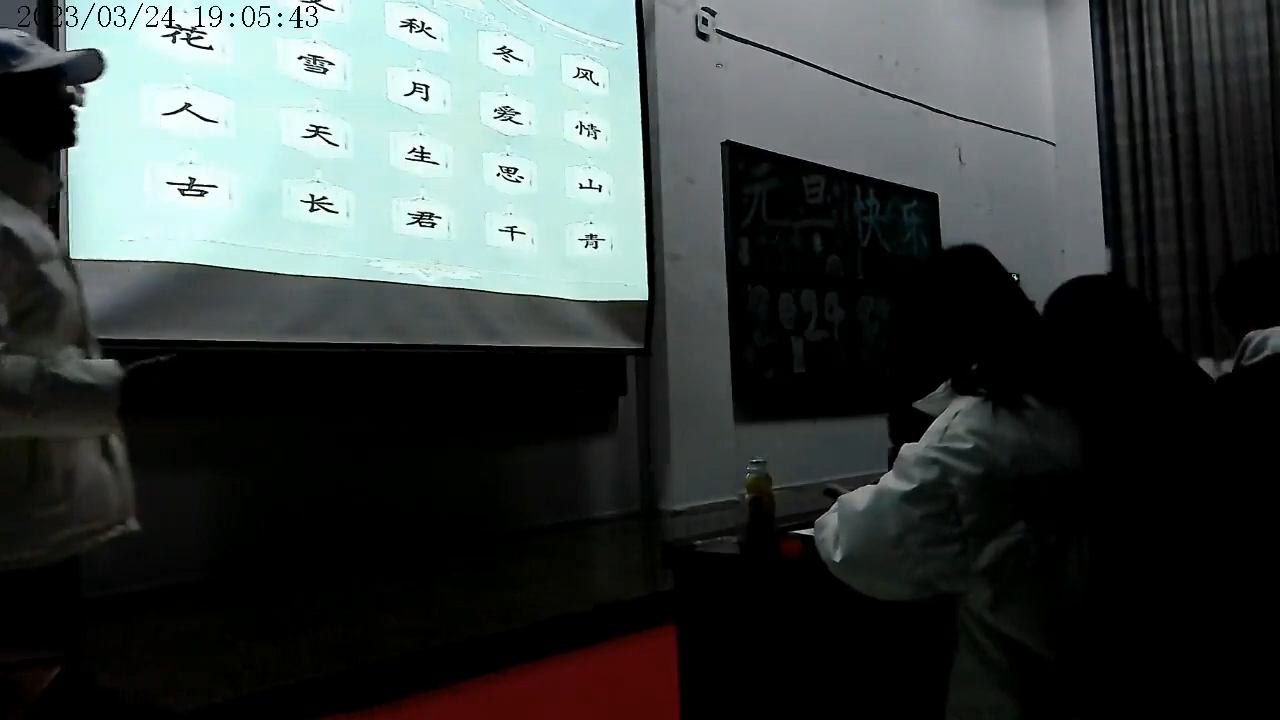 2023/03/24 19:05:43
秋 冬 风
花 雪 月 爱 情
人 天 生 思 山
古 长 君 千 青
元旦快乐
2024